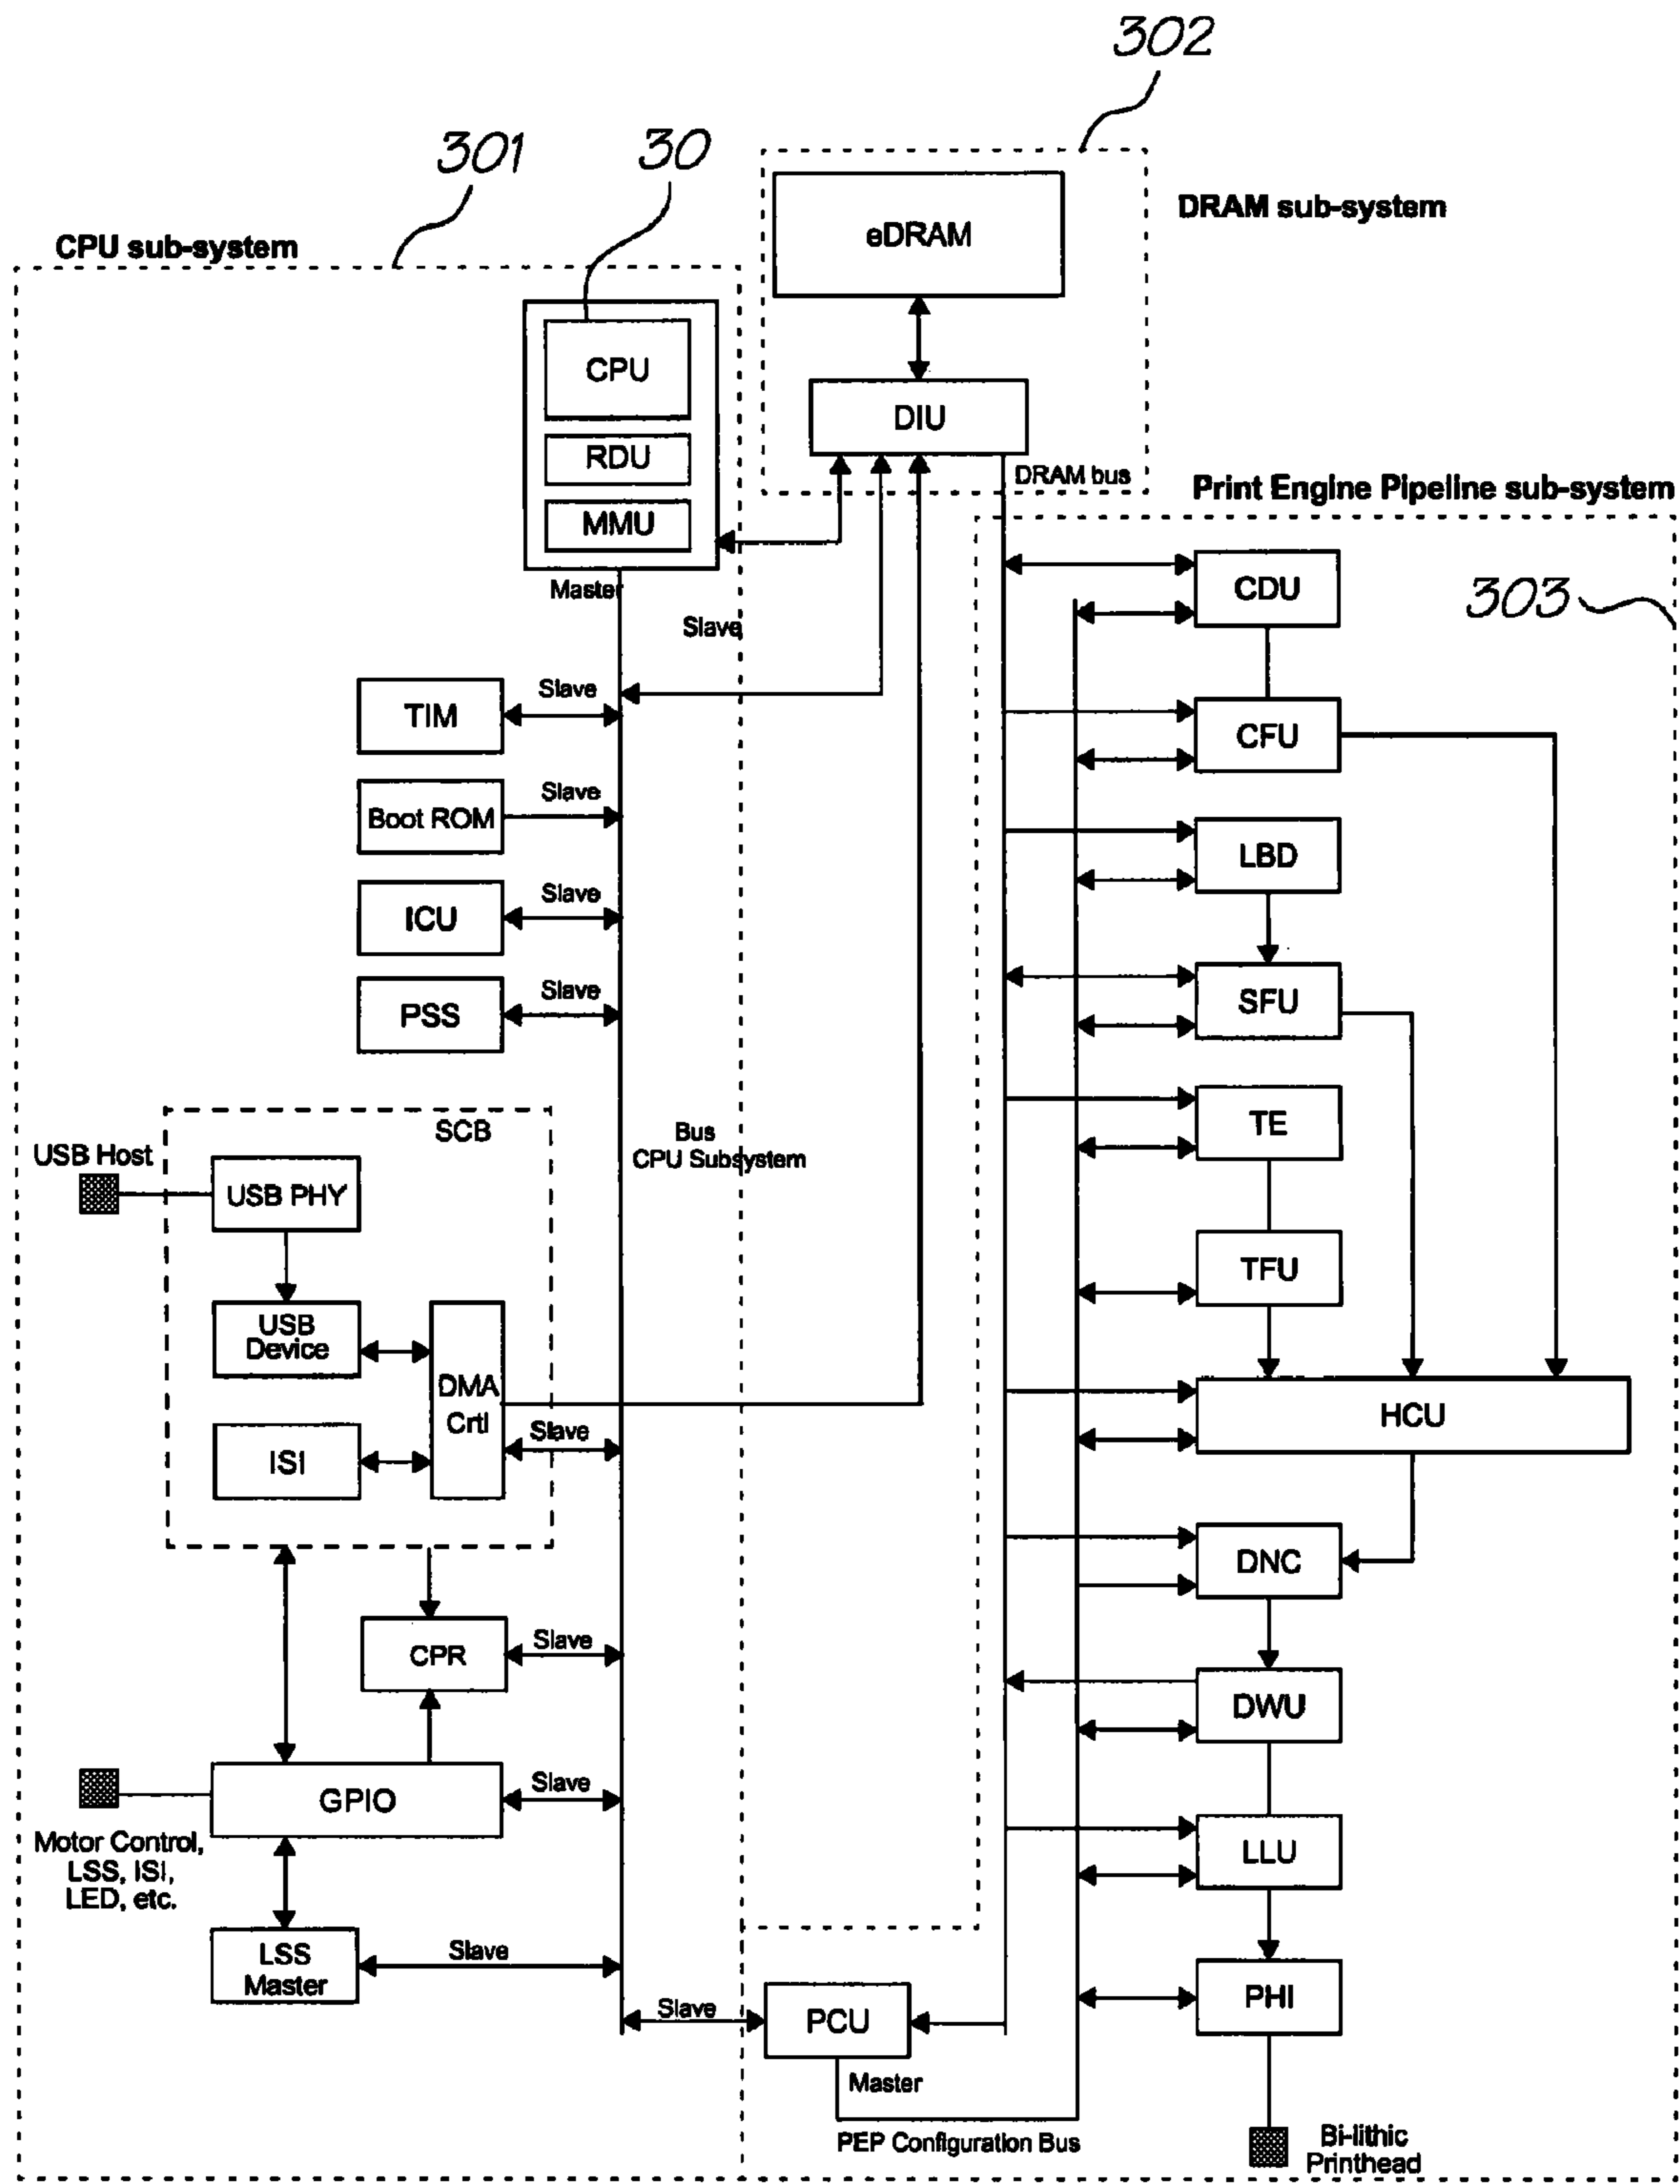 302
301
30
DRAM sub-system
CPU sub-system
eDRAM
CPU
DIU
RDU
DRAM bus
Print Engine Pipeline sub-system
MMU
Master
CDU
303
Slave
TIM
Slave
CFU
Boot ROM
Slave
LBD
ICU
Slave
PSS
Slave
SFU
TE
SCB
Bus
CPU Subsystem
USB Host
USB PHY
TFU
USB
Device
DMA
Crtl
HCU
ISI
Slave
DNC
CPR
Slave
DWU
GPIO
Slave
Motor Control,
LSS, ISI,
LED, etc.
LLU
LSS
Master
Slave
PHI
Slave
PCU
Master
PEP Configuration Bus
Bi-lithic
Printhead